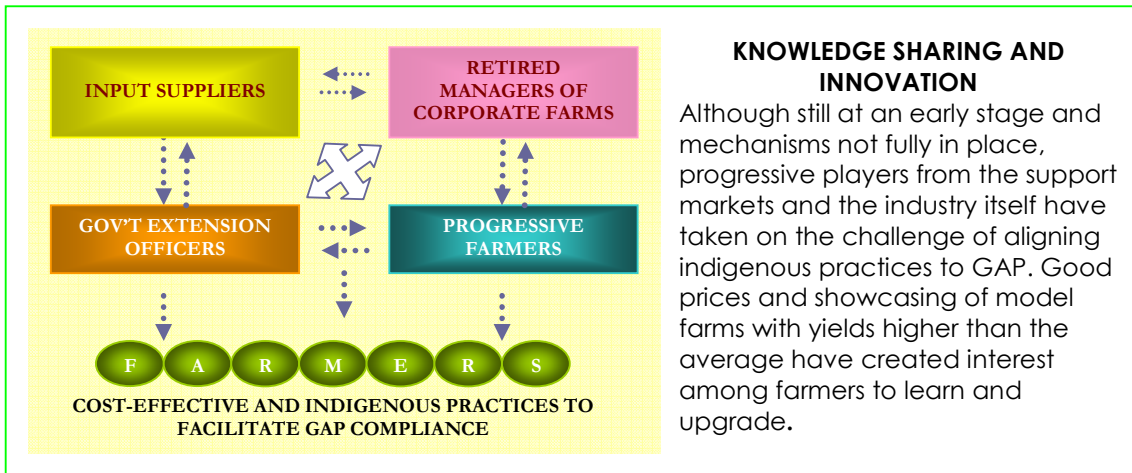 INPUT SUPPLIERS
RETIRED
MANAGERS OF
CORPORATE FARMS
GOV'T EXTENSION
OFFICERS
PROGRESSIVE
FARMERS
F A R M E R S
COST-EFFECTIVE AND INDIGENOUS PRACTICES TO
FACILITATE GAP COMPLIANCE
KNOWLEDGE SHARING AND
INNOVATION
Although still at an early stage and
mechanisms not fully in place,
progressive players from the support
markets and the industry itself have
taken on the challenge of aligning
indigenous practices to GAP. Good
prices and showcasing of model
farms with yields higher than the
average have created interest
among farmers to learn and
upgrade.